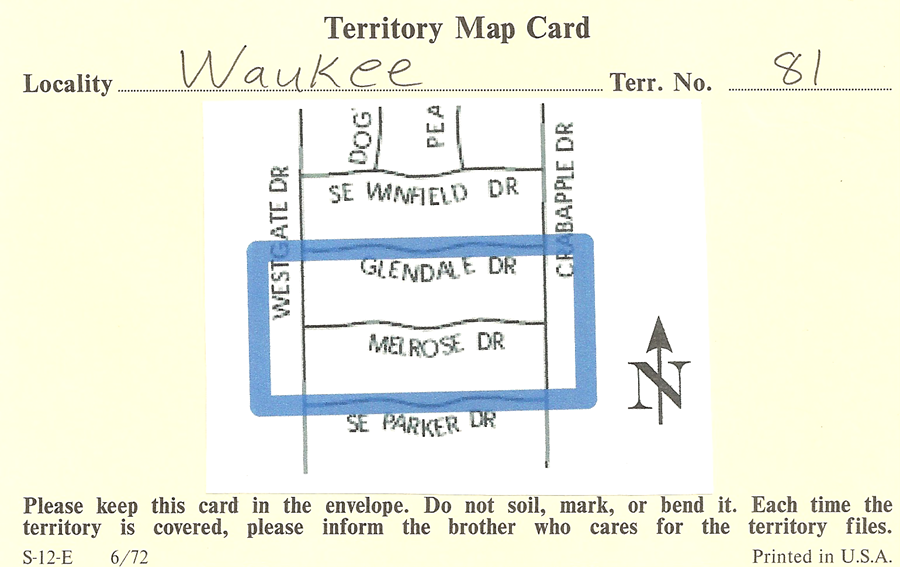 Territory Map Card
Locality Waukee Terr. No. 81
DOG
PEA
WESTGATE DR
CRABAPPLE DR
SE WINFIELD DR
GLENDALE DR
MELROSE DR
SE PARKER DR
N
Please keep this card in the envelope. Do not soil, mark, or bend it. Each time the
territory is covered, please inform the brother who cares for the territory files.
S-12-E 6/72 Printed in U.S.A.